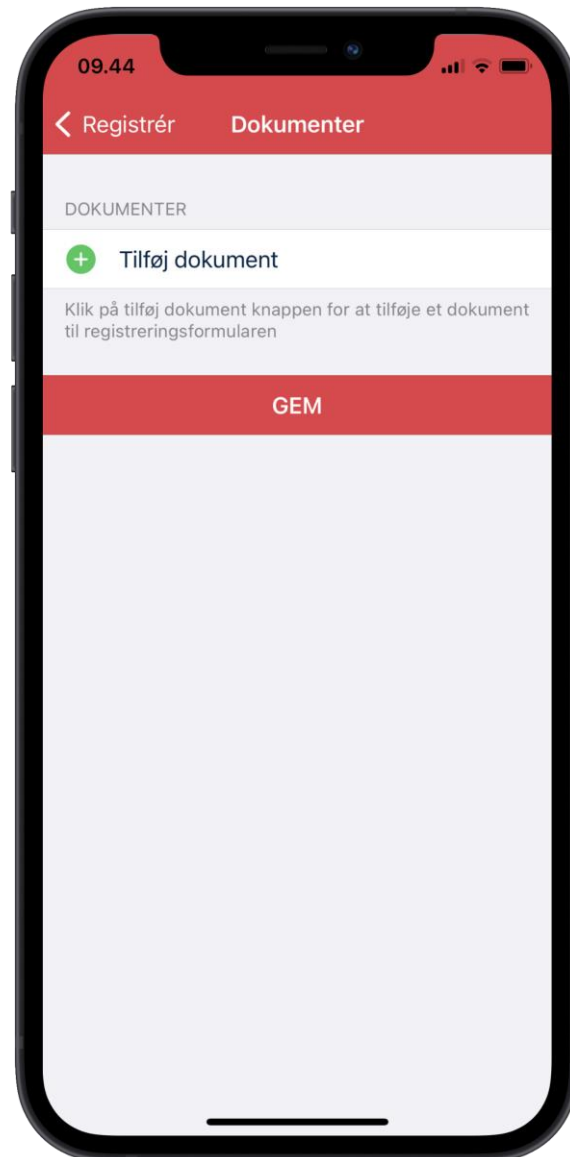 09.44
Registrér Dokumenter
DOKUMENTER
Tilføj dokument
Klik på tilføj dokument knappen for at tilføje et dokument
til registreringsformularen
GEM